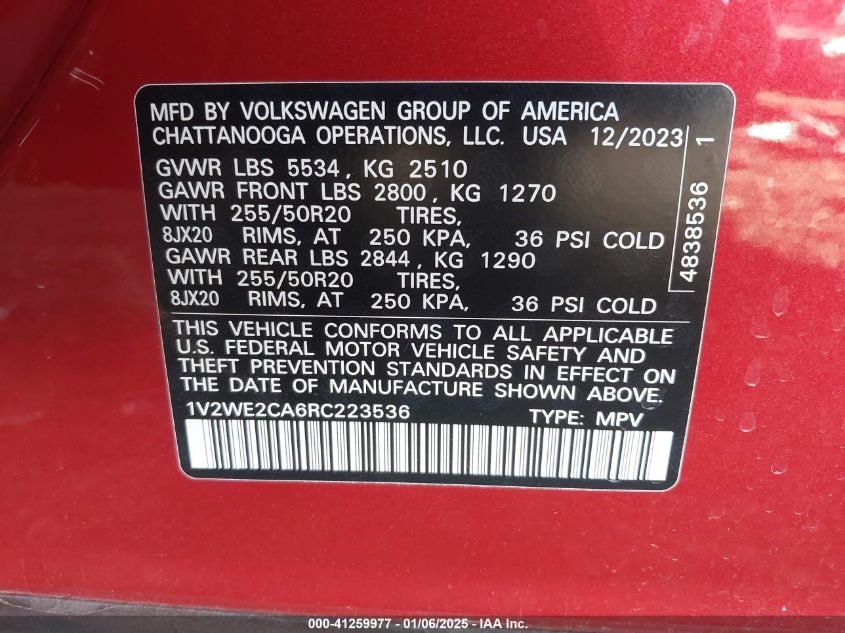 MFD BY VOLKSWAGEN GROUP OF AMERICA
CHATTANOOGA OPERATIONS, LLC. USA 12/2023
GVWR LBS 5534, KG 2510
GAWR FRONT LBS 2800, KG 1270
WITH 255/50R20 TIRES,
8JX20 RIMS, AT 250 KPA, 36 PSI COLD
GAWR REAR LBS 2844, KG 1290
WITH 255/50R20 TIRES,
8JX20 RIMS, AT 250 KPA, 36 PSI COLD
4838536 1
THIS VEHICLE CONFORMS TO ALL APPLICABLE
U.S. FEDERAL MOTOR VEHICLE SAFETY AND
THEFT PREVENTION STANDARDS IN EFFECT ON
THE DATE OF MANUFACTURE SHOWN ABOVE.
1V2WE2CA6RC223536 TYPE: MPV
000-41259977 - 01/06/2025 - IAA Inc.